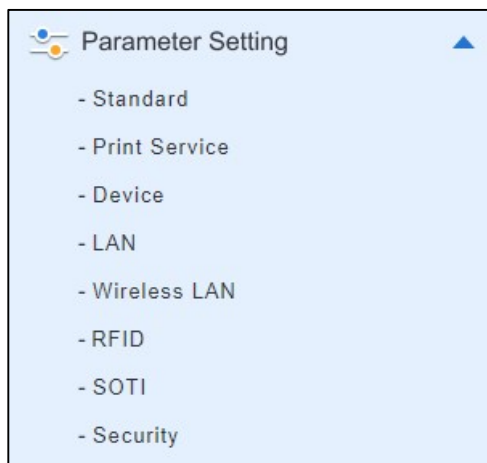 Parameter Setting
- Standard
- Print Service
- Device
- LAN
- Wireless LAN
- RFID
- SOTI
- Security